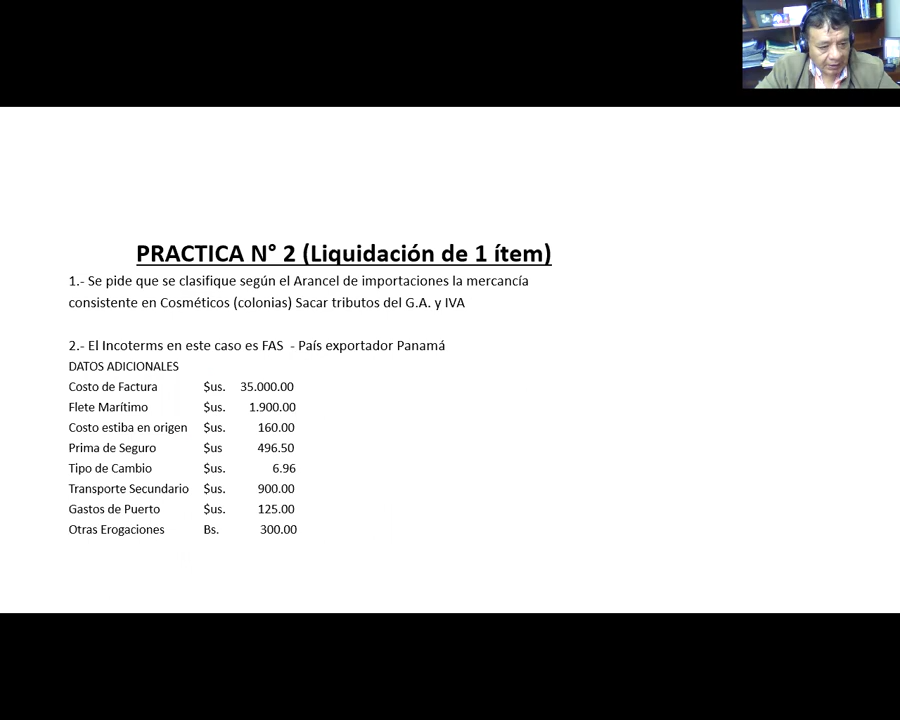 PRACTICA N° 2 (Liquidación de 1 ítem)
1.- Se pide que se clasifique según el Arancel de importaciones la mercancía
consistente en Cosméticos (colonias) Sacar tributos del G.A. y IVA
2.- El Incoterms en este caso es FAS - País exportador Panamá
DATOS ADICIONALES
Costo de Factura $us. 35.000.00
Flete Marítimo $us. 1.900.00
Costo estiba en origen $us. 160.00
Prima de Seguro $us 496.50
Tipo de Cambio $us. 6.96
Transporte Secundario $us. 900.00
Gastos de Puerto $us. 125.00
Otras Erogaciones Bs. 300.00